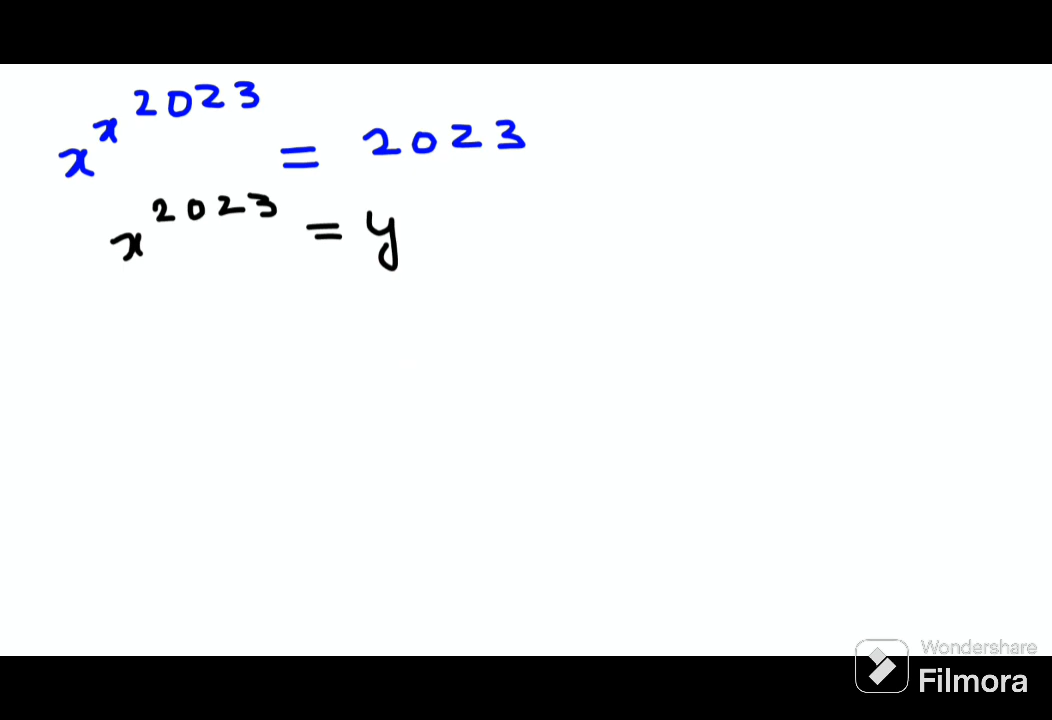 x^x^2023 = 2023
x^2023 = y
Wondershare
Filmora